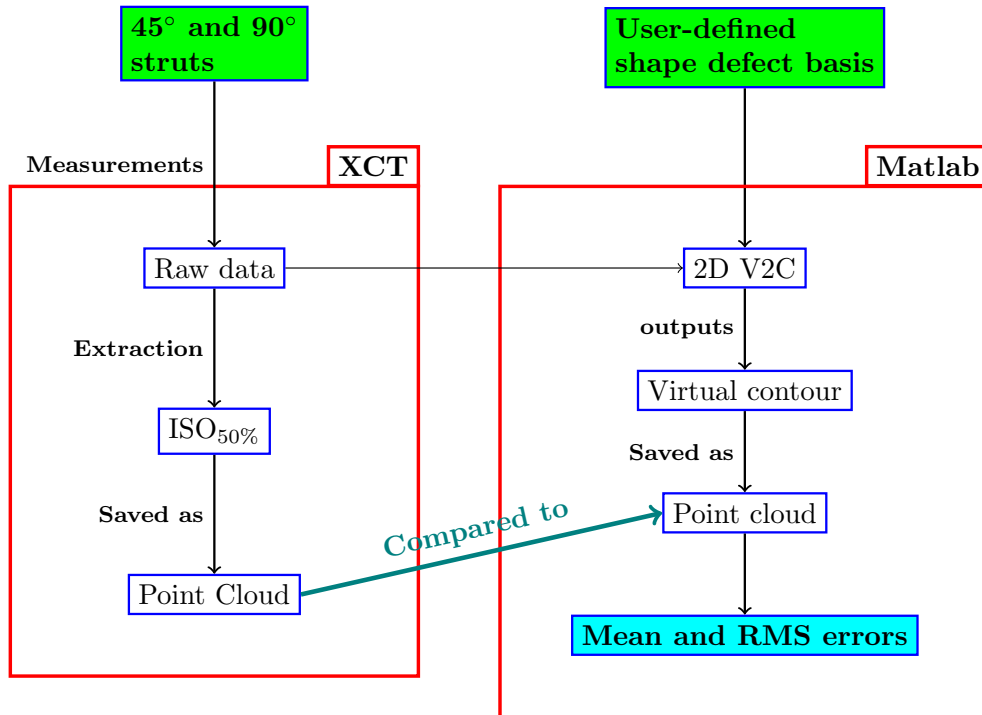 45° and 90°
struts
User-defined
shape defect basis
Measurements
XCT
Matlab
Raw data
2D V2C
Extraction
outputs
Virtual contour
ISO50%
Saved as
Saved as
Compared to
Point cloud
Point Cloud
Mean and RMS errors